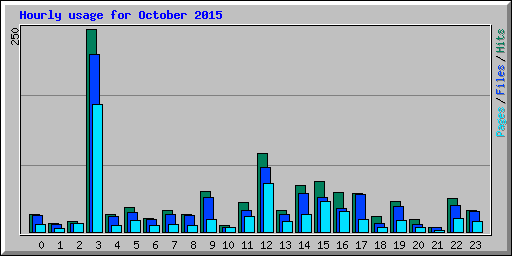 Hourly usage for October 2015
250
Pages/Files/Hits
0 1 2 3 4 5 6 7 8 9 10 11 12 13 14 15 16 17 18 19 20 21 22 23